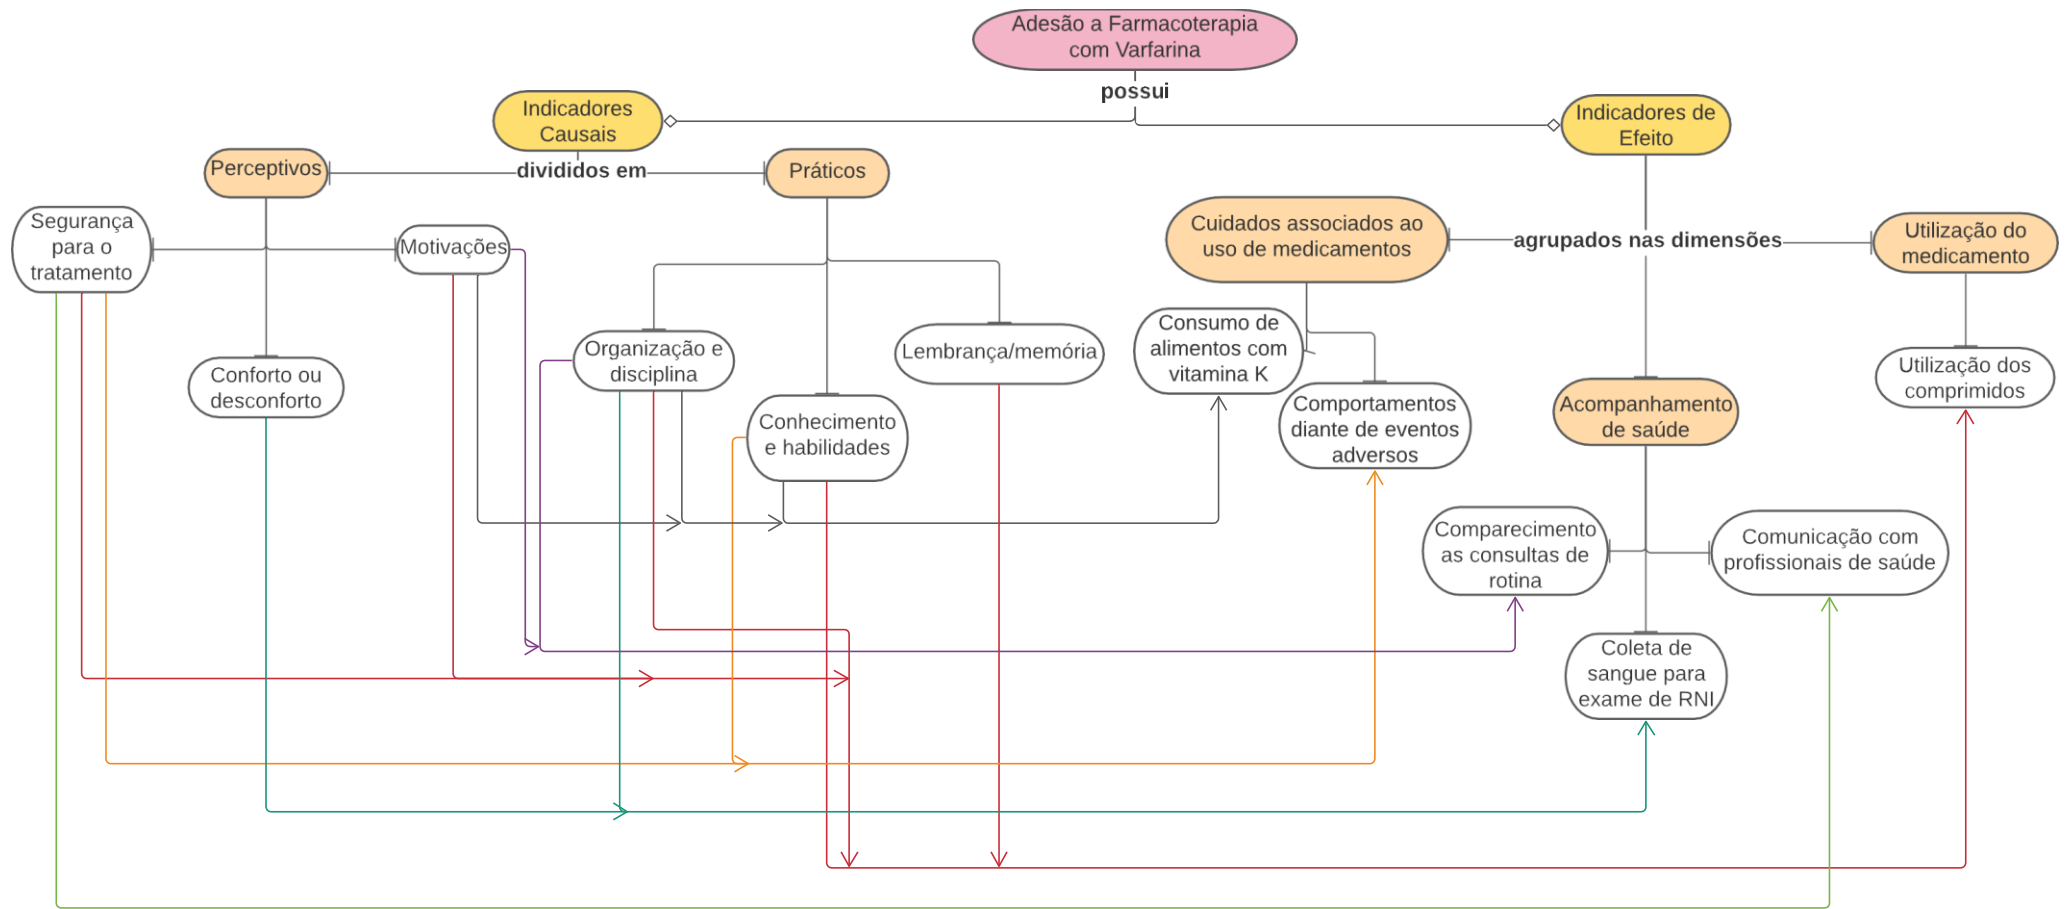 Adesão a Farmacoterapia
com Varfarina
possui
Indicadores
Causais
Indicadores de
Efeito
divididos em
Perceptivos
Práticos
Segurança
para o
tratamento
Motivações
Conforto ou
desconforto
Organização e
disciplina
Lembrança/memória
Conhecimento
e habilidades
Cuidados associados ao
uso de medicamentos
agrupados nas dimensões
Utilização do
medicamento
Consumo de
alimentos com
vitamina K
Comportamentos
diante de eventos
adversos
Acompanhamento
de saúde
Utilização dos
comprimidos
Comparecimento
as consultas de
rotina
Comunicação com
profissionais de saúde
Coleta de
sangue para
exame de RNI